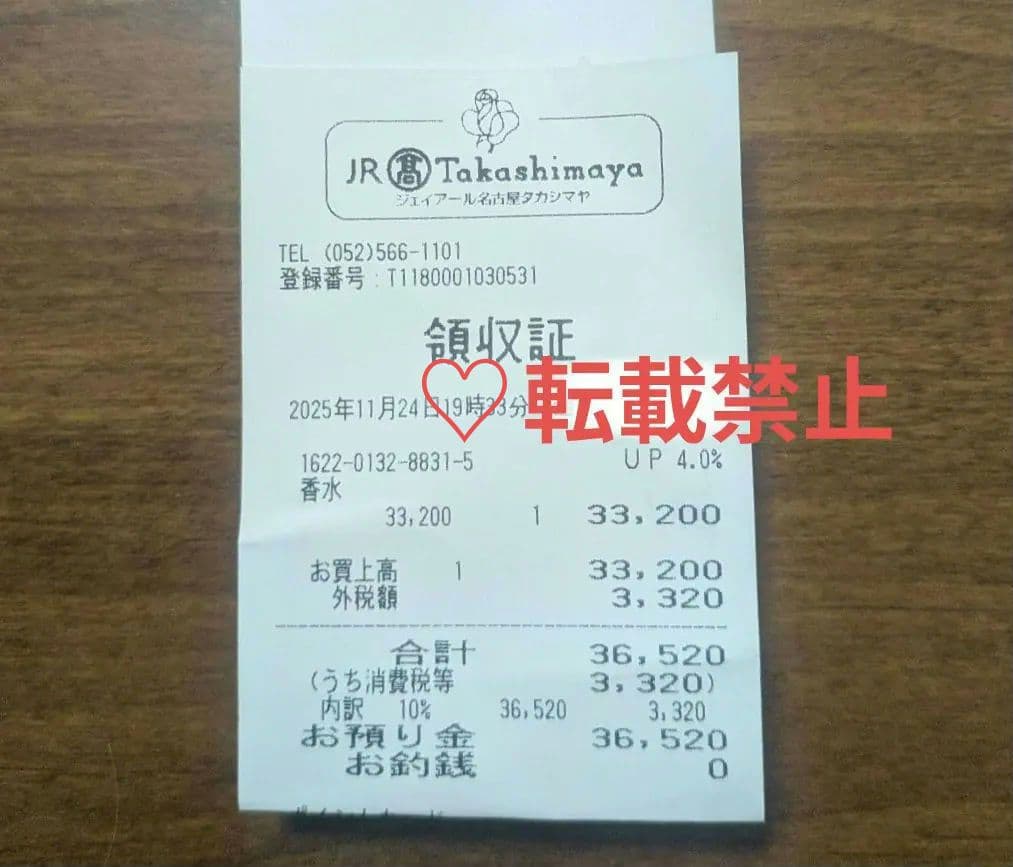 JR 髙 Takashimaya
ジェイアール名古屋タカシマヤ
TEL (052)566-1101
登録番号：T1180001030531
領収証
♡転載禁止
2025年11月24日19時33分
1622-0132-8831-5 UP 4.0%
香水
33,200 1 33,200
お買上高 1 33,200
外税額 3,320
合計 36,520
(うち消費税等 3,320)
内訳 10% 36,520 3,320
お預り金 36,520
お釣銭 0